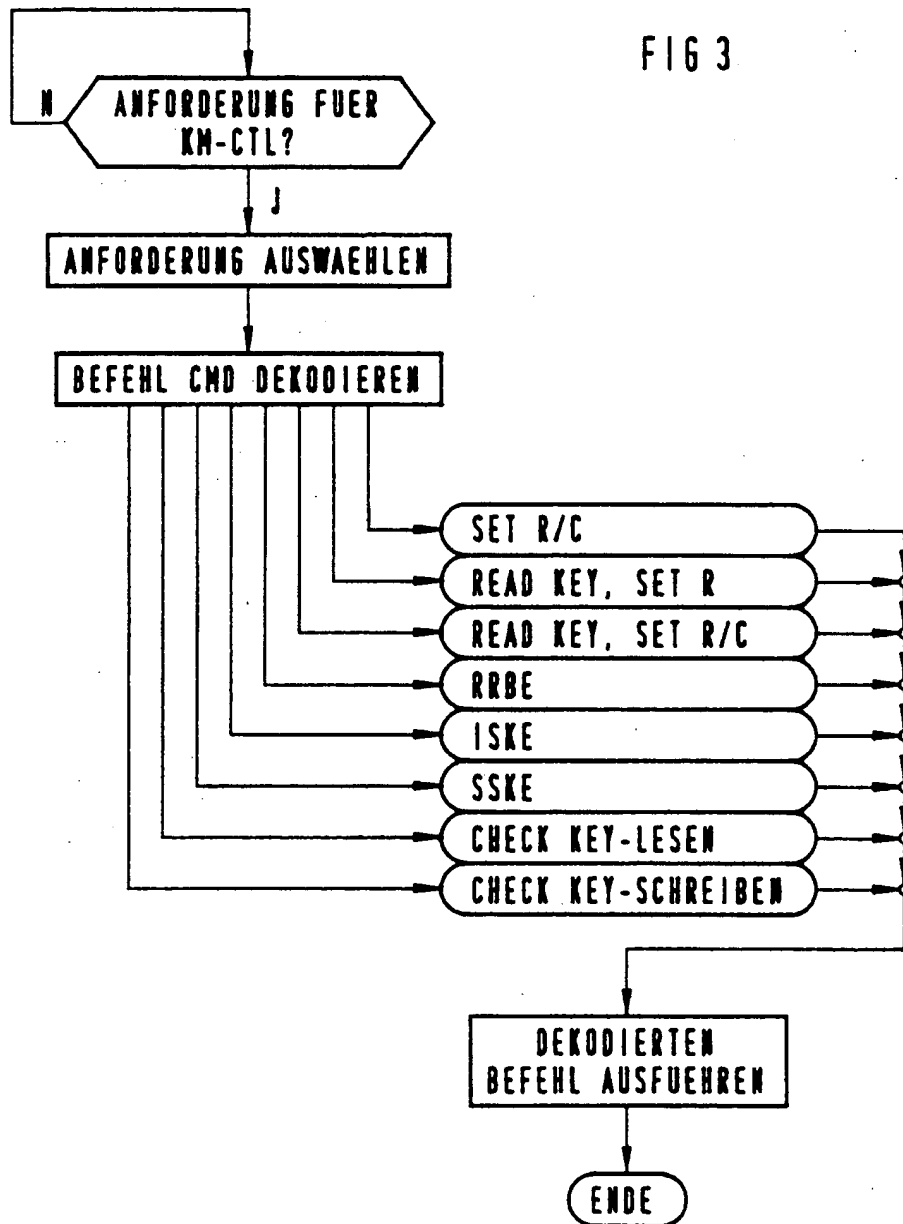 FIG 3
ANFORDERUNG FUER
KM-CTL?
N
J
ANFORDERUNG AUSWAEHLEN
BEFEHL CMD DEKODIEREN
SET R/C
READ KEY, SET R
READ KEY, SET R/C
RRBE
ISKE
SSKE
CHECK KEY-LESEN
CHECK KEY-SCHREIBEN
DEKODIERTEN
BEFEHL AUSFUEHREN
ENDE